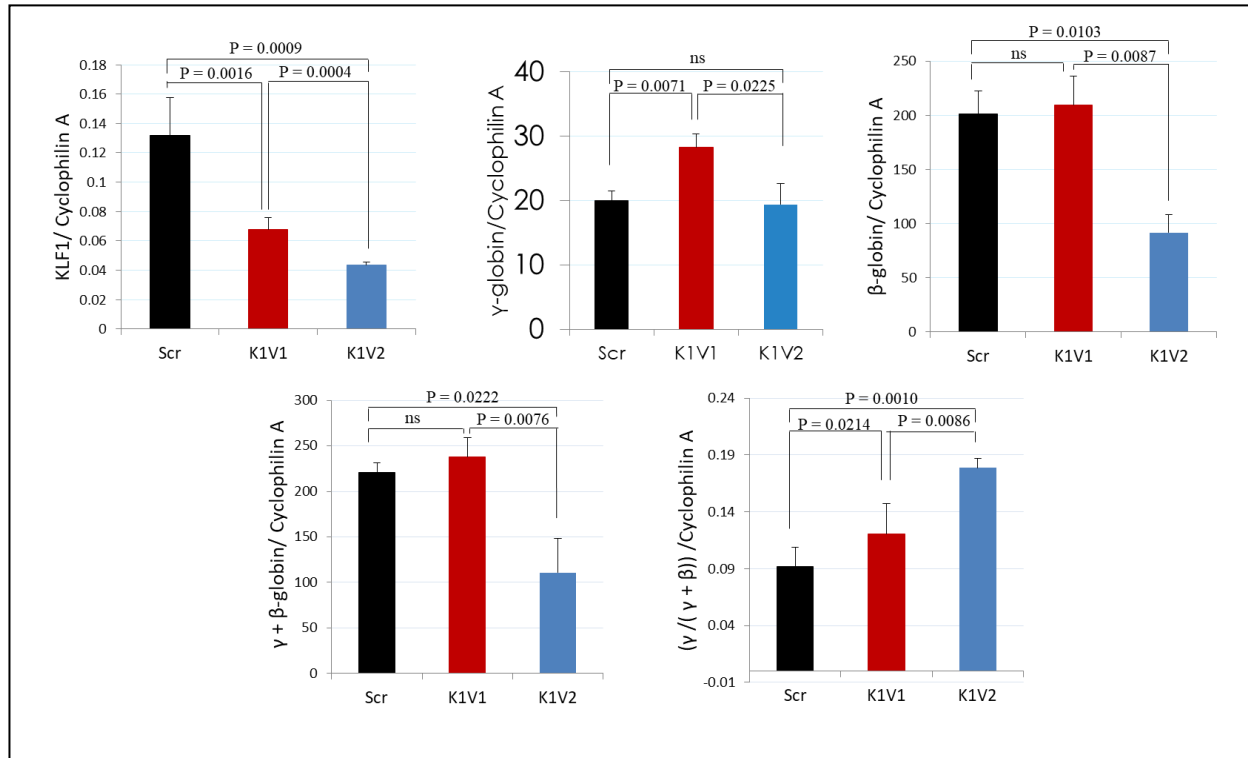 P = 0.0009
P = 0.0016
P = 0.0004
KLF1/ Cyclophilin A
0.18
0.16
0.14
0.12
0.1
0.08
0.06
0.04
0.02
0
Scr
K1V1
K1V2
ns
P = 0.0071
P = 0.0225
γ-globin/Cyclophilin A
40
30
20
10
0
Scr
K1V1
K1V2
P = 0.0103
ns
P = 0.0087
β-globin/ Cyclophilin A
250
200
150
100
50
0
Scr
K1V1
K1V2
P = 0.0222
ns
P = 0.0076
γ + β-globin/ Cyclophilin A
300
250
200
150
100
50
0
Scr
K1V1
K1V2
P = 0.0010
P = 0.0214
P = 0.0086
(γ /( γ + β)) /Cyclophilin A
0.24
0.19
0.14
0.09
0.04
-0.01
Scr
K1V1
K1V2